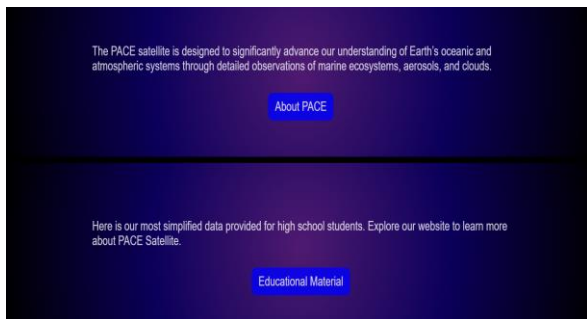 The PACE satellite is designed to significantly advance our understanding of Earth's oceanic and
atmospheric systems through detailed observations of marine ecosystems, aerosols, and clouds.
About PACE
Here is our most simplified data provided for high school students. Explore our website to learn more
about PACE Satellite.
Educational Material